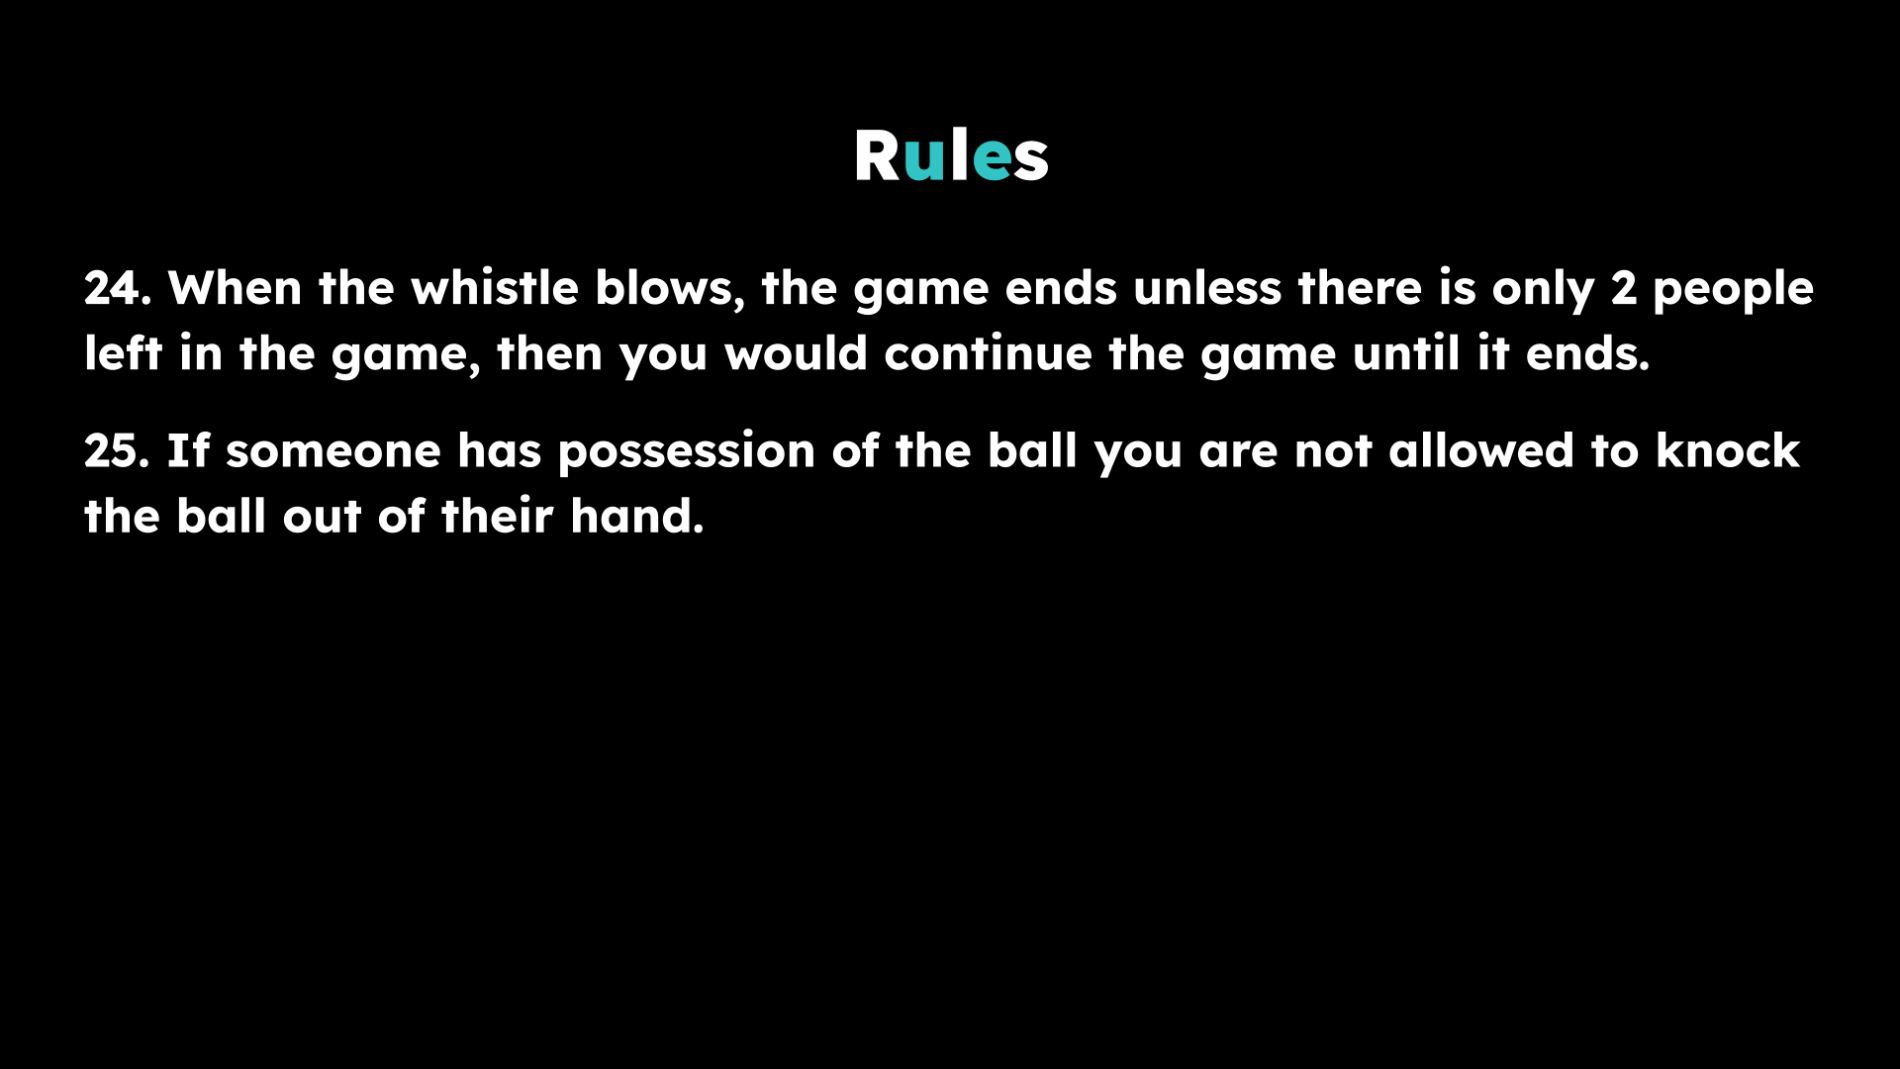 Rules
24. When the whistle blows, the game ends unless there is only 2 people
left in the game, then you would continue the game until it ends.
25. If someone has possession of the ball you are not allowed to knock
the ball out of their hand.